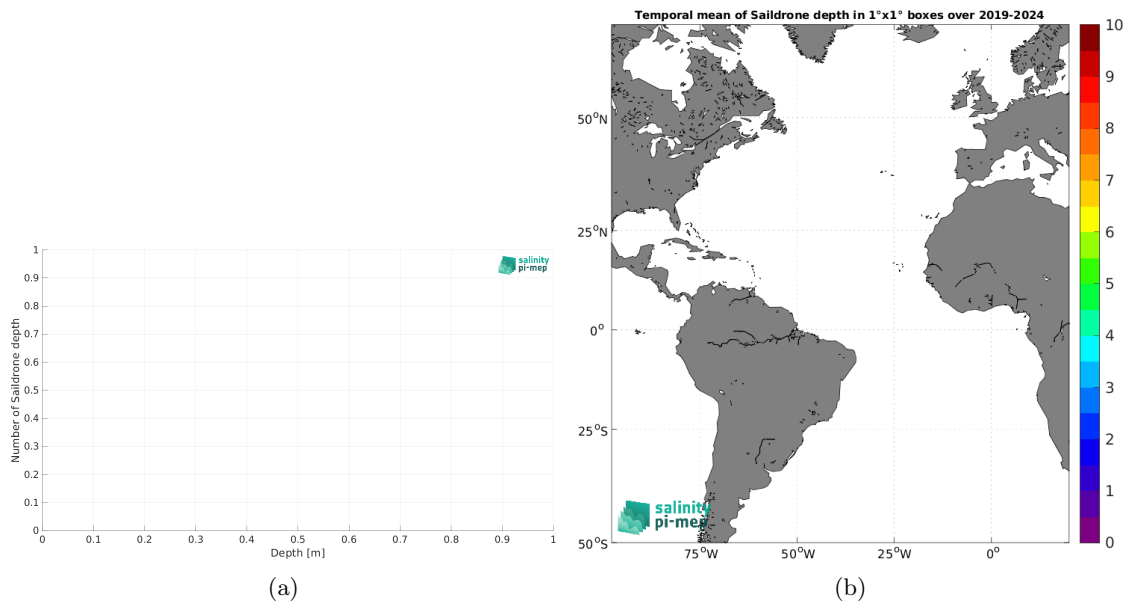 Temporal mean of Saildrone depth in 1°x1° boxes over 2019-2024
10
9
8
7
6
5
4
3
2
1
0
50°N
25°N
0°
25°S
50°S
75°W
50°W
25°W
0°
salinity
pi-mep
1
0.9
0.8
0.7
0.6
0.5
0.4
0.3
0.2
0.1
0
Number of Saildrone depth
salinity
pi-mep
0
0.1
0.2
0.3
0.4
0.5
0.6
0.7
0.8
0.9
1
Depth [m]
(a)
(b)